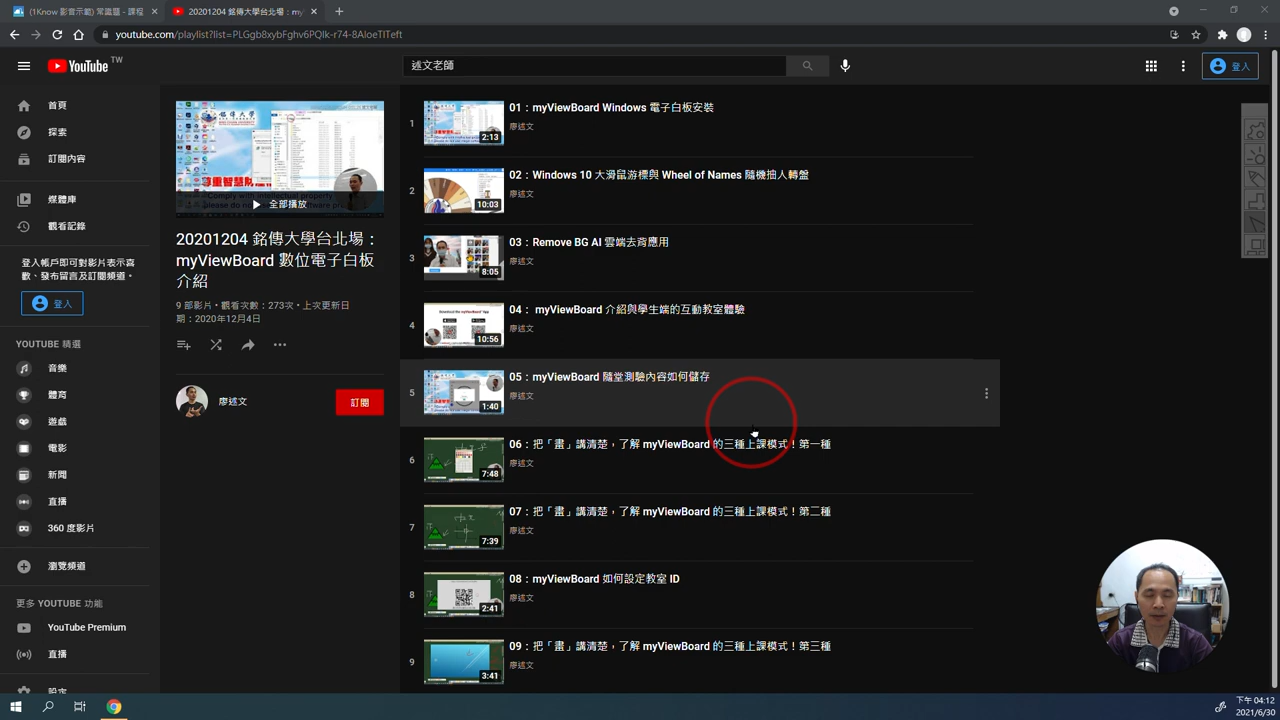 (1Know 影音示範) 常識題 - 課程
20201204 銘傳大學台北場：my
youtube.com/playlist?list=PLGgb8xybFghv6PQIk-r74-8AloeTITeft
YouTube TW
述文老師
登入
首頁
訂閱內容
媒體庫
觀看記錄
登入帳戶即可對影片表示喜
歡、發布留言及訂閱頻道。
登入
YOUTUBE 精選
音樂
體育
遊戲
電影
新聞
直播
360 度影片
瀏覽頻道
更多 YOUTUBE 功能
YouTube Premium
直播
設定
銘傳大學
尊重智慧財
全部播放
20201204 銘傳大學台北場：
myViewBoard 數位電子白板
介紹
9 部影片 • 觀看次數：273次 • 上次更新日
期：2020年12月4日
廖述文
訂閱
1
2:13
01：myViewBoard Windows 電子白板安裝
廖述文
2
10:03
02：Windows 10 大滑鼠游標與 Wheel of Names 隨機抽人轉盤
廖述文
3
8:05
03：Remove BG AI 雲端去背應用
廖述文
4
10:56
04：myViewBoard 介紹與學生端的互動教室體驗
廖述文
5
1:40
05：myViewBoard 隨堂測驗內容如何儲存
廖述文
6
7:48
06：把「畫」講清楚，了解 myViewBoard 的三種上課模式！第一種
廖述文
7
7:39
07：把「畫」講清楚，了解 myViewBoard 的三種上課模式！第二種
廖述文
8
2:41
08：myViewBoard 如何設定教室 ID
廖述文
9
3:41
09：把「畫」講清楚，了解 myViewBoard 的三種上課模式！第三種
廖述文
下午 04:12
2021/6/30